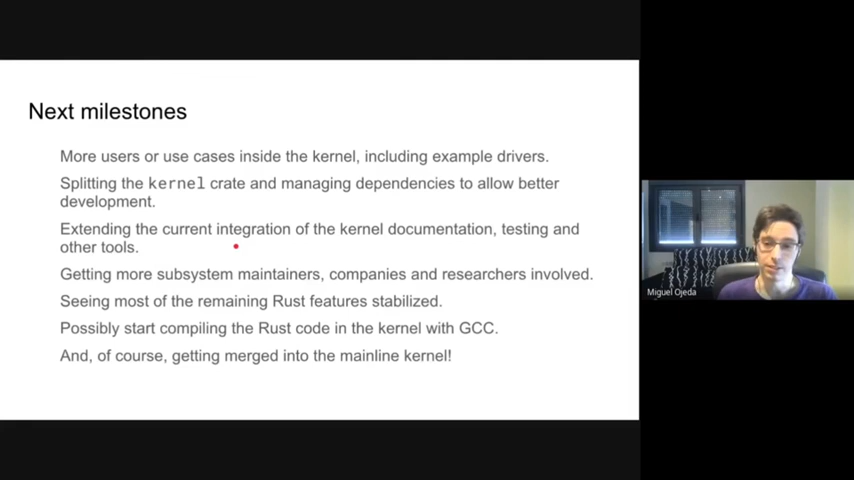 Next milestones
More users or use cases inside the kernel, including example drivers.
Splitting the kernel crate and managing dependencies to allow better
development.
Extending the current integration of the kernel documentation, testing and
other tools.
Getting more subsystem maintainers, companies and researchers involved.
Seeing most of the remaining Rust features stabilized.
Possibly start compiling the Rust code in the kernel with GCC.
And, of course, getting merged into the mainline kernel!
Miguel Ojeda